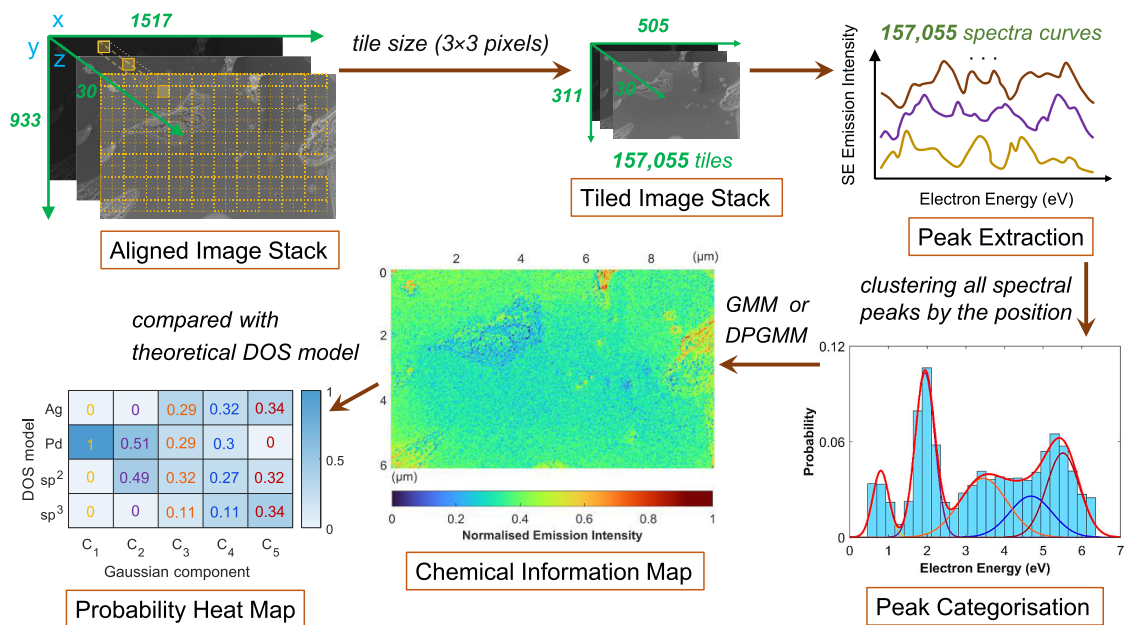 x
y
z
1517
933
30
Aligned Image Stack
tile size (3×3 pixels)
505
311
30
157,055 tiles
Tiled Image Stack
157,055 spectra curves
. . .
SE Emission Intensity
Electron Energy (eV)
Peak Extraction
clustering all spectral
peaks by the position
0.12
0.06
0
Probability
0 1 2 3 4 5 6 7
Electron Energy (eV)
Peak Categorisation
GMM or
DPGMM
2 4 6 8 (μm)
0
2
4
6
(μm)
0 0.2 0.4 0.6 0.8 1
Normalised Emission Intensity
Chemical Information Map
compared with
theoretical DOS model
DOS model
Ag 0 0 0.29 0.32 0.34
Pd 1 0.51 0.29 0.3 0
sp² 0 0.49 0.32 0.27 0.32
sp³ 0 0 0.11 0.11 0.34
C₁ C₂ C₃ C₄ C₅
Gaussian component
1
0.5
0
Probability Heat Map